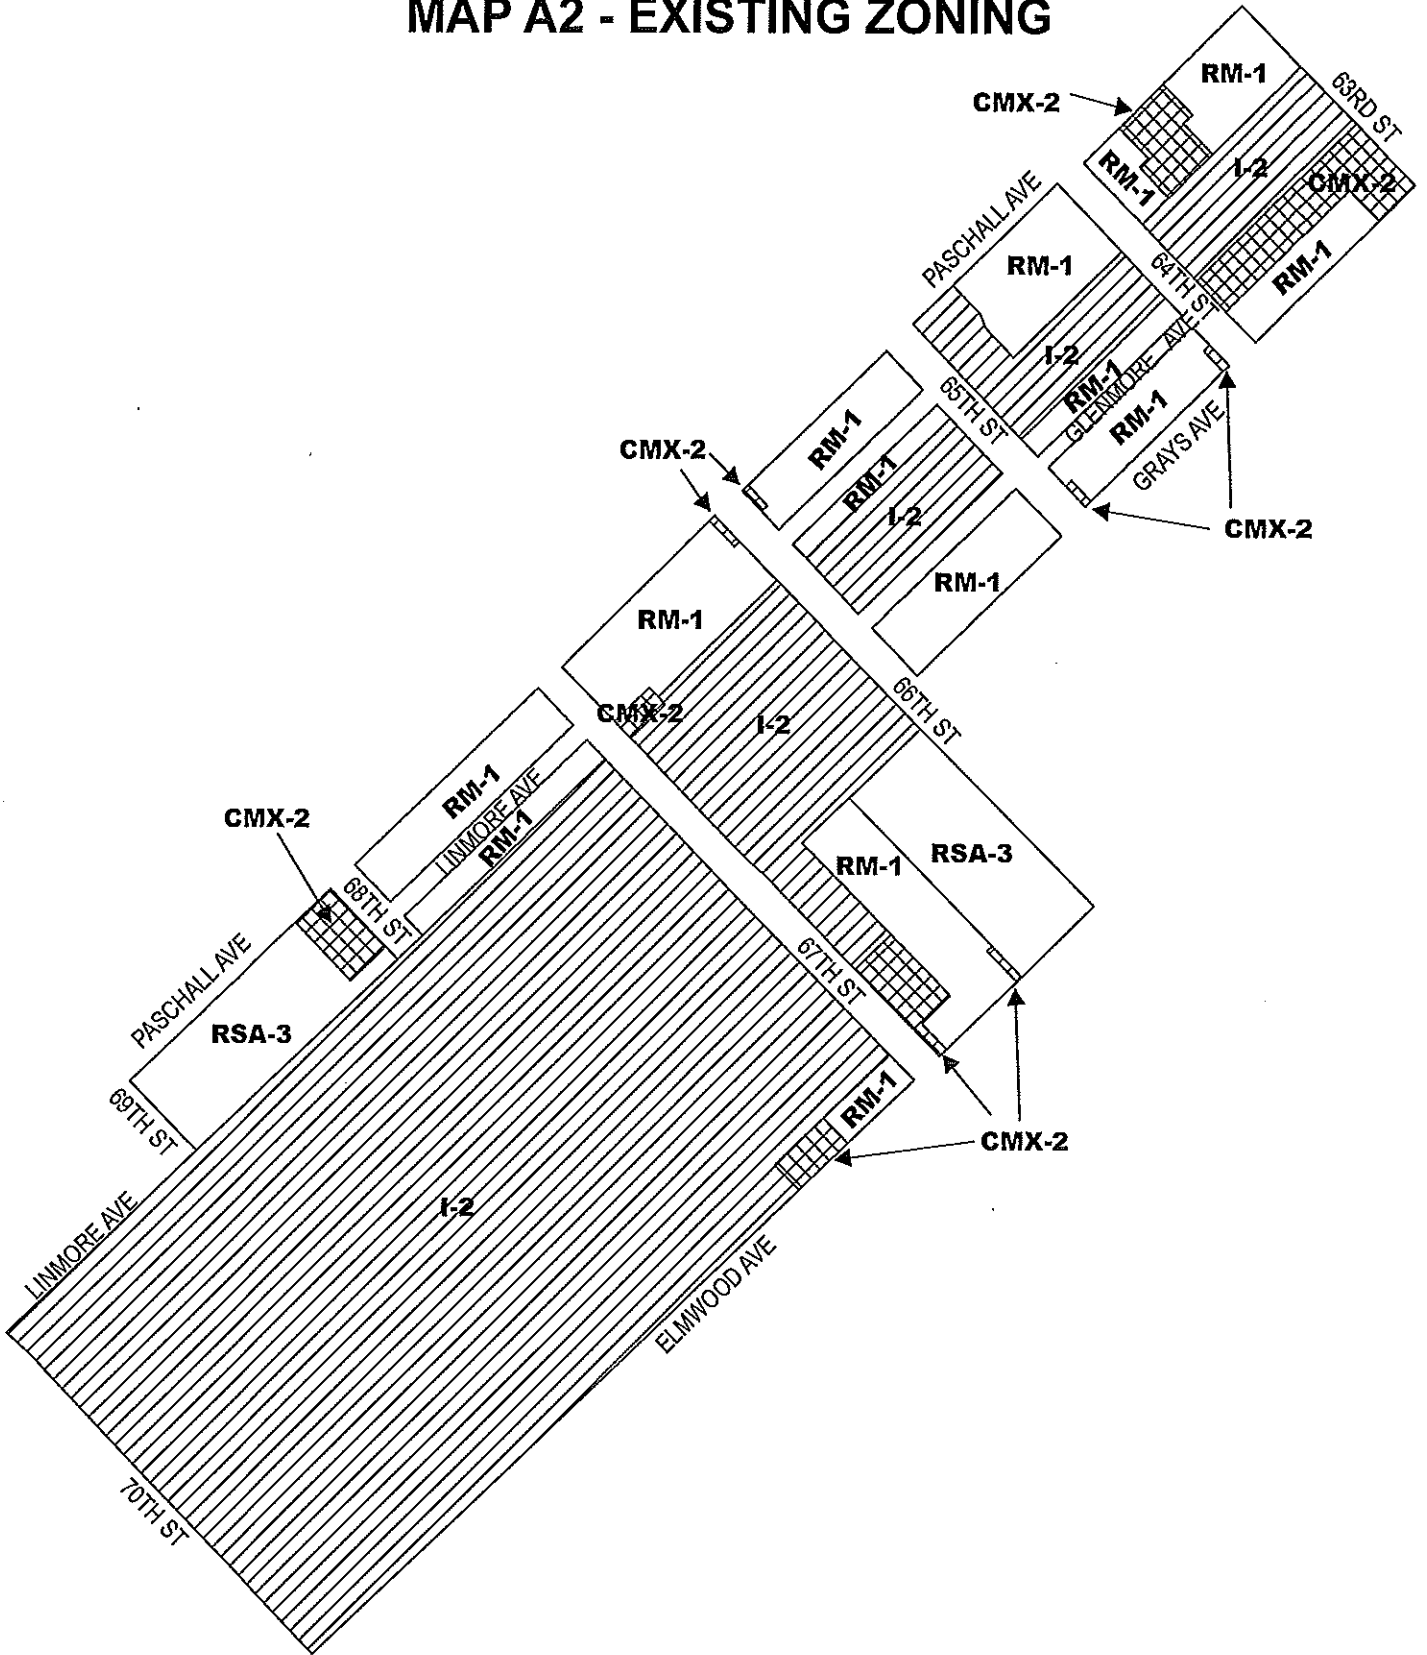 MAP A2 - EXISTING ZONING
RM-1
63RD ST
CMX-2
I-2
RM-1
CMX-2
PASCHALL AVE
RM-1
64TH ST
RM-1
I-2
RM-1
GLENMORE AVE
RM-1
65TH ST
GRAYS AVE
RM-1
CMX-2
RM-1
I-2
CMX-2
RM-1
RM-1
66TH ST
CMX-2
I-2
RM-1
LINMORE AVE
RM-1
CMX-2
RSA-3
RM-1
68TH ST
PASCHALL AVE
67TH ST
RSA-3
RM-1
69TH ST
CMX-2
I-2
LINMORE AVE
ELMWOOD AVE
70TH ST